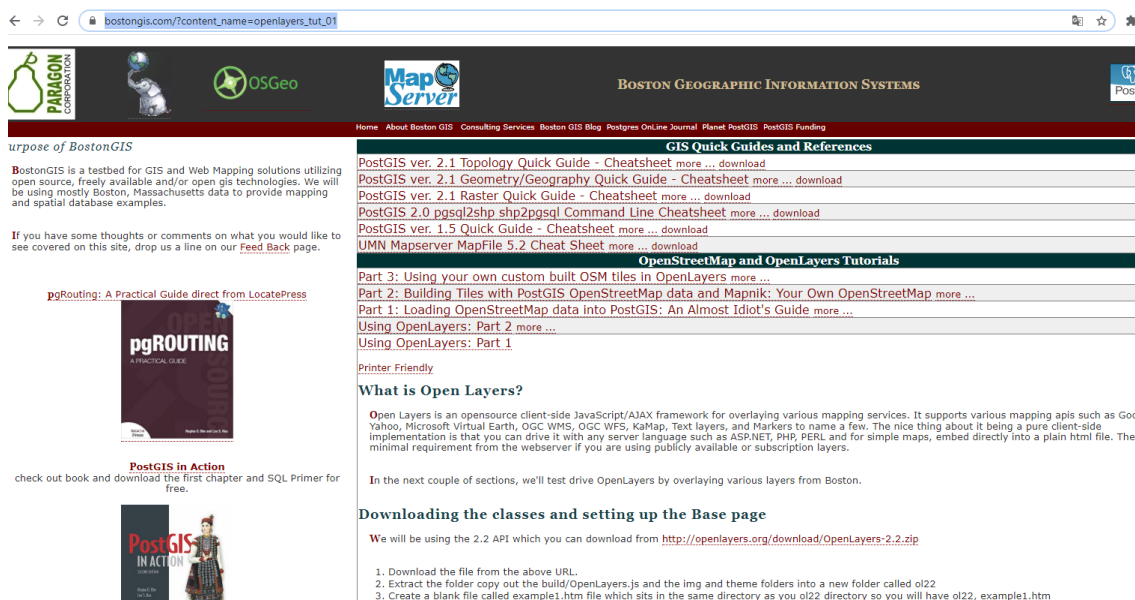 bostongis.com/?content_name=openlayers_tut_01
PARAGON
CORPORATION
OSGeo
Map
Server
BOSTON GEOGRAPHIC INFORMATION SYSTEMS
Pos
Home About Boston GIS Consulting Services Boston GIS Blog Postgres OnLine Journal Planet PostGIS PostGIS Funding
urpose of BostonGIS
BostonGIS is a testbed for GIS and Web Mapping solutions utilizing
open source, freely available and/or open gis technologies. We will
be using mostly Boston, Massachusetts data to provide mapping
and spatial database examples.
If you have some thoughts or comments on what you would like to
see covered on this site, drop us a line on our Feed Back page.
pgRouting: A Practical Guide direct from LocatePress
OPEN
SOURCE
pgROUTING
A PRACTICAL GUIDE
PostGIS in Action
check out book and download the first chapter and SQL Primer for
free.
PostGIS
IN ACTION
GIS Quick Guides and References
PostGIS ver. 2.1 Topology Quick Guide - Cheatsheet more ... download
PostGIS ver. 2.1 Geometry/Geography Quick Guide - Cheatsheet more ... download
PostGIS ver. 2.1 Raster Quick Guide - Cheatsheet more ... download
PostGIS 2.0 pgsql2shp shp2pgsql Command Line Cheatsheet more ... download
PostGIS ver. 1.5 Quick Guide - Cheatsheet more ... download
UMN Mapserver MapFile 5.2 Cheat Sheet more ... download
OpenStreetMap and OpenLayers Tutorials
Part 3: Using your own custom built OSM tiles in OpenLayers more ...
Part 2: Building Tiles with PostGIS OpenStreetMap data and Mapnik: Your Own OpenStreetMap more ...
Part 1: Loading OpenStreetMap data into PostGIS: An Almost Idiot's Guide more ...
Using OpenLayers: Part 2 more ...
Using OpenLayers: Part 1
Printer Friendly
What is Open Layers?
Open Layers is an opensource client-side JavaScript/AJAX framework for overlaying various mapping services. It supports various mapping apis such as Goo
Yahoo, Microsoft Virtual Earth, OGC WMS, OGC WFS, KaMap, Text layers, and Markers to name a few. The nice thing about it being a pure client-side
implementation is that you can drive it with any server language such as ASP.NET, PHP, PERL and for simple maps, embed directly into a plain html file. The
minimal requirement from the webserver if you are using publicly available or subscription layers.
In the next couple of sections, we'll test drive OpenLayers by overlaying various layers from Boston.
Downloading the classes and setting up the Base page
We will be using the 2.2 API which you can download from http://openlayers.org/download/OpenLayers-2.2.zip
1. Download the file from the above URL.
2. Extract the folder copy out the build/OpenLayers.js and the img and theme folders into a new folder called ol22
3. Create a blank file called example1.htm file which sits in the same directory as you ol22 directory so you will have ol22, example1.htm